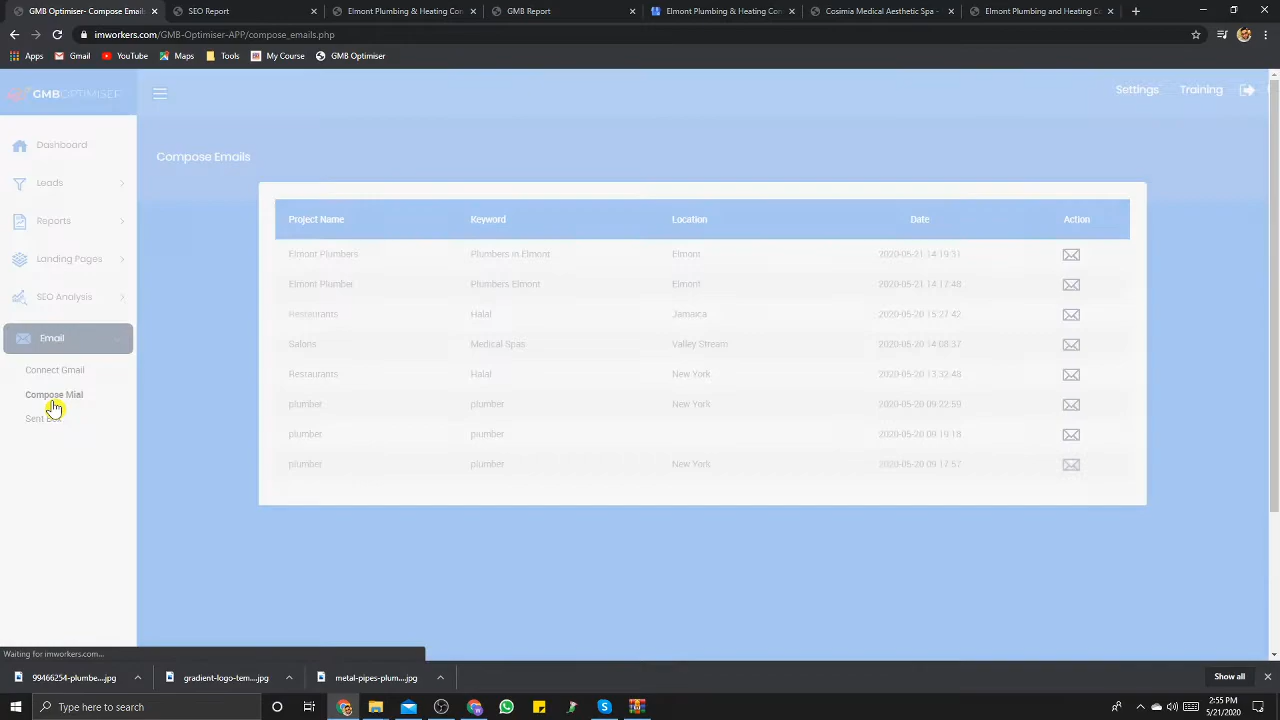 GMB Optimiser - Compose Emails
SEO Report
Elmont Plumbing & Heating Con
GMB Report
Elmont Plumbing & Heating Con
Cosimia Medical Aesthetic Spa -
Elmont Plumbing and Heating C
imworkers.com/GMB-Optimiser-APP/compose_emails.php
Apps
Gmail
YouTube
Maps
Tools
My Course
GMB Optimiser
GMBOPTIMISER
Settings
Training
Dashboard
Leads
Reports
Landing Pages
SEO Analysis
Email
Connect Gmail
Compose Mial
Compose Emails
Project Name Keyword Location Date Action
Elmont Plumbers Plumbers in Elmont Elmont 2020-05-21 14:19:31
Elmont Plumber Plumbers Elmont Elmont 2020-05-21 14:17:48
Restaurants Halal Jamaica 2020-05-20 15:27:42
Salons Medical Spas Valley Stream 2020-05-20 14:08:37
Restaurants Halal New York 2020-05-20 13:32:48
plumber plumber New York 2020-05-20 09:22:59
plumber plumber 2020-05-20 09:19:18
plumber plumber New York 2020-05-20 09:17:57
Sent
Waiting for imworkers.com...
99466254-plumbe....jpg
gradient-logo-tem....jpg
metal-pipes-plum....jpg
Show all
Type here to search
2:55 PM
5/21/2020